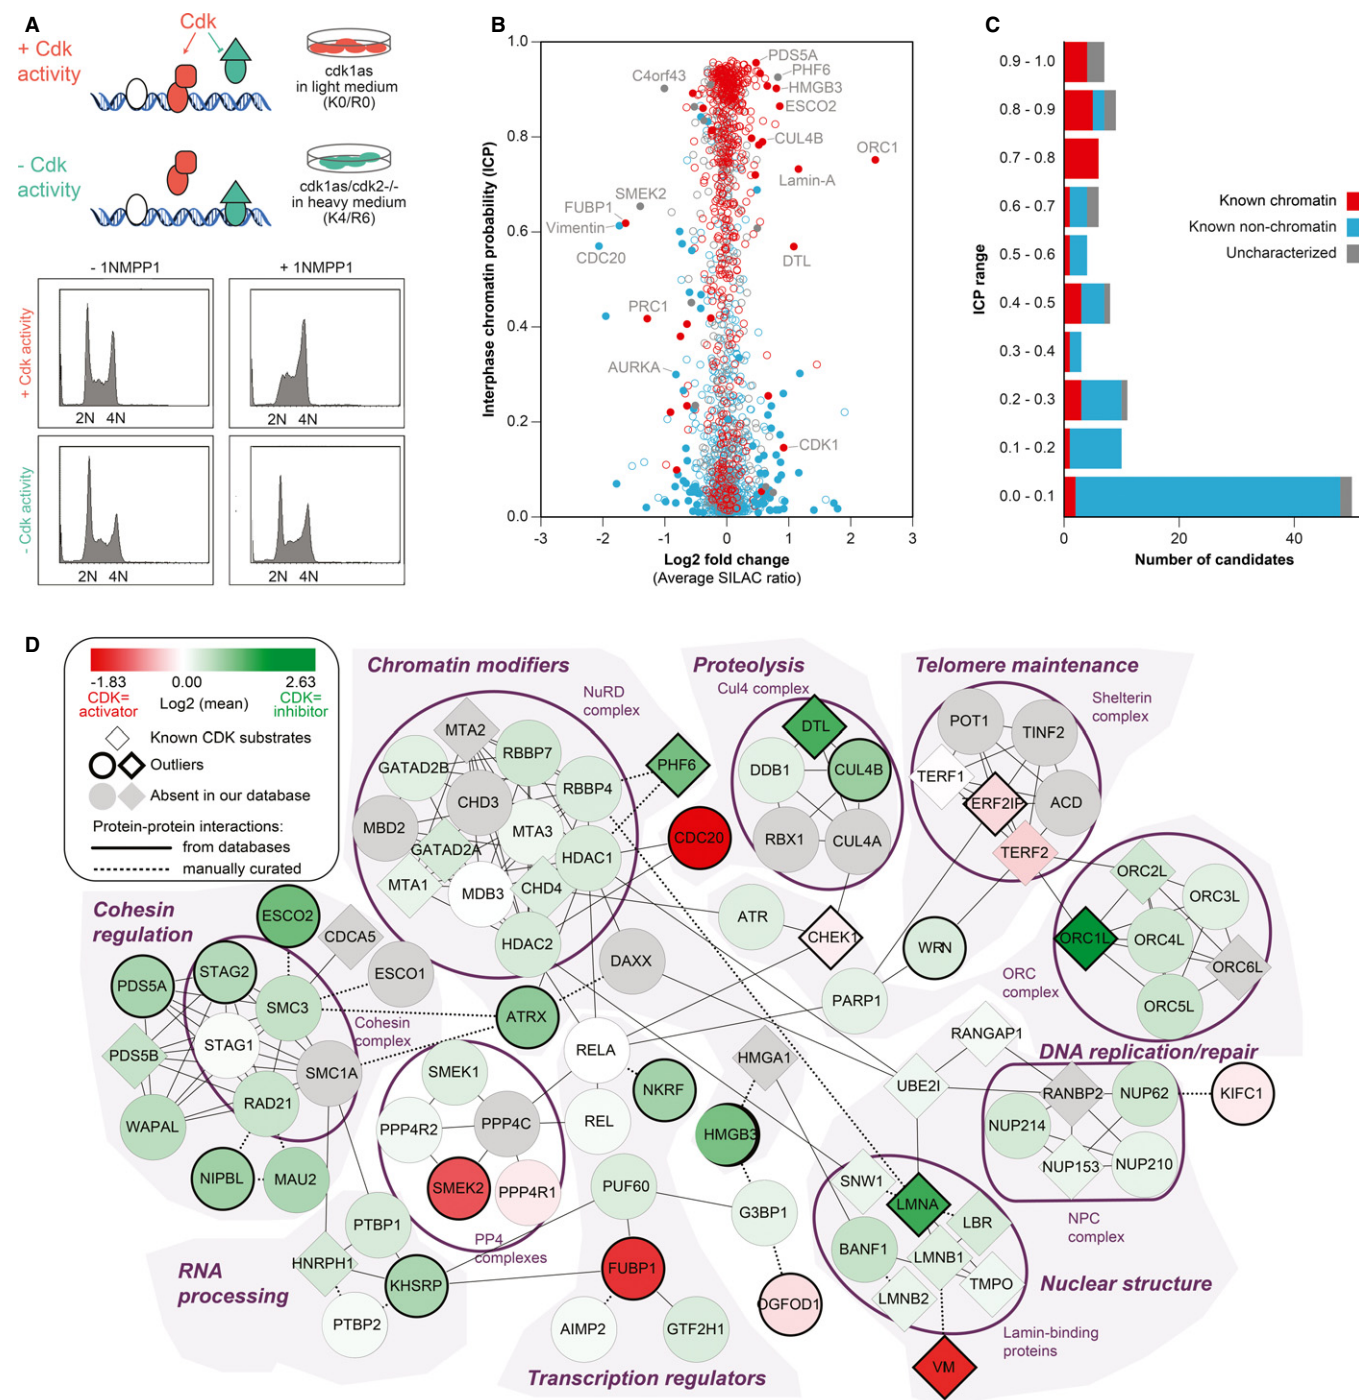 A
Cdk
+ Cdk
activity
cdk1as
in light medium
(K0/R0)
- Cdk
activity
cdk1as/cdk2-/-
in heavy medium
(K4/R6)
- 1NMPP1
+ 1NMPP1
+ Cdk activity
2N 4N
2N 4N
- Cdk activity
2N 4N
2N 4N
B
Interphase chromatin probability (ICP)
1.0
0.8
0.6
0.4
0.2
0.0
PDS5A
PHF6
C4orf43
HMGB3
ESCO2
CUL4B
ORC1
Lamin-A
SMEK2
FUBP1
Vimentin
CDC20
DTL
PRC1
AURKA
CDK1
-3 -2 -1 0 1 2 3
Log2 fold change
(Average SILAC ratio)
C
ICP range
0.9 - 1.0
0.8 - 0.9
0.7 - 0.8
0.6 - 0.7
0.5 - 0.6
0.4 - 0.5
0.3 - 0.4
0.2 - 0.3
0.1 - 0.2
0.0 - 0.1
Known chromatin
Known non-chromatin
Uncharacterized
0 20 40
Number of candidates
D
-1.83 0.00 2.63
CDK=
activator
Log2 (mean)
CDK=
inhibitor
Known CDK substrates
Outliers
Absent in our database
Protein-protein interactions:
from databases
manually curated
Chromatin modifiers
NuRD
complex
MTA2
GATAD2B
RBBP7
RBBP4
CHD3
MBD2
MTA3
GATAD2A
HDAC1
MTA1
MDB3
CHD4
HDAC2
PHF6
CDC20
Proteolysis
Cul4 complex
DTL
DDB1
CUL4B
RBX1
CUL4A
ATR
CHEK1
Telomere maintenance
Shelterin
complex
POT1
TINF2
TERF1
ERF2IP
ACD
TERF2
WRN
PARP1
ORC2L
ORC3L
ORC1L
ORC4L
ORC6L
ORC5L
ORC
complex
DNA replication/repair
Cohesin
regulation
ESCO2
CDCA5
ESCO1
STAG2
PDS5A
SMC3
STAG1
PDS5B
Cohesin
complex
SMC1A
RAD21
WAPAL
NIPBL
MAU2
DAXX
ATRX
RELA
NKRF
REL
SMEK1
PPP4R2
PPP4C
SMEK2
PPP4R1
PP4
complexes
HMGA1
HMGB3
G3BP1
OGFOD1
RANGAP1
UBE2I
RANBP2
NUP62
KIFC1
NUP214
NUP153
NUP210
NPC
complex
SNW1
LMNA
LBR
BANF1
LMNB1
TMPO
LMNB2
VM
Lamin-binding
proteins
Nuclear structure
RNA
processing
PTBP1
HNRPH1
KHSRP
PTBP2
PUF60
FUBP1
AIMP2
GTF2H1
Transcription regulators